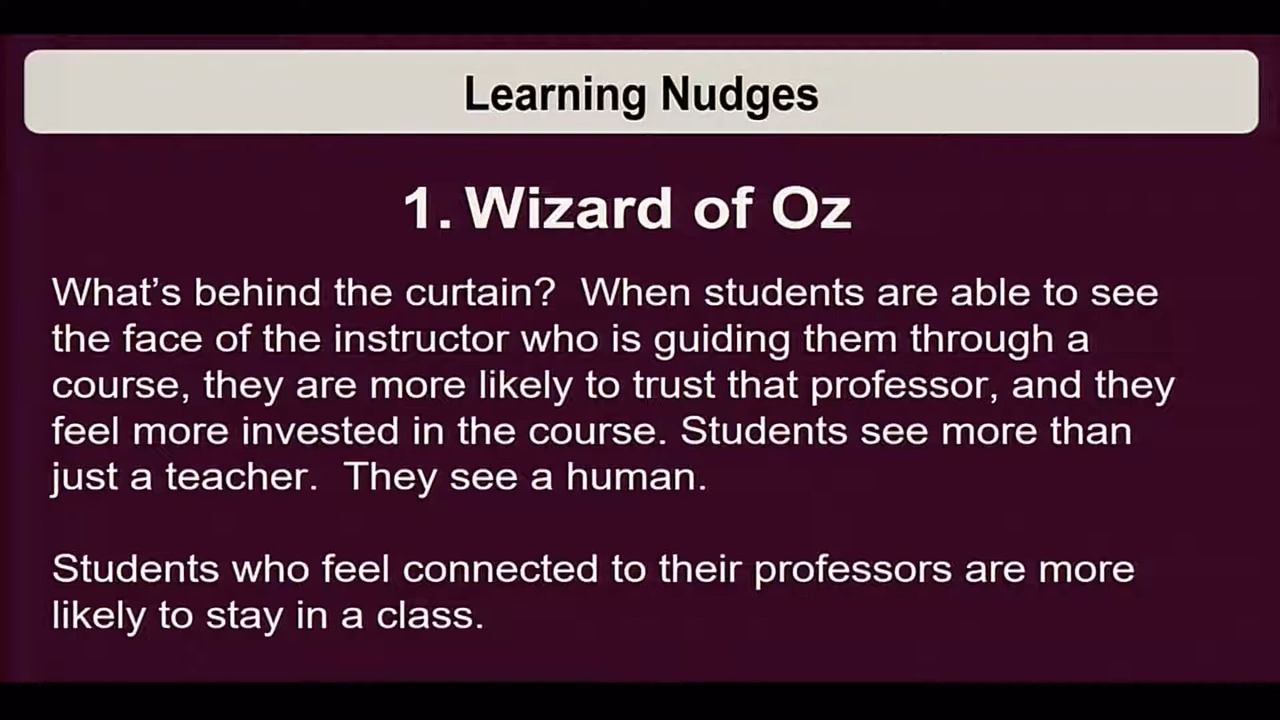 Learning Nudges
1. Wizard of Oz
What's behind the curtain?  When students are able to see
the face of the instructor who is guiding them through a
course, they are more likely to trust that professor, and they
feel more invested in the course. Students see more than
just a teacher.  They see a human.
Students who feel connected to their professors are more
likely to stay in a class.